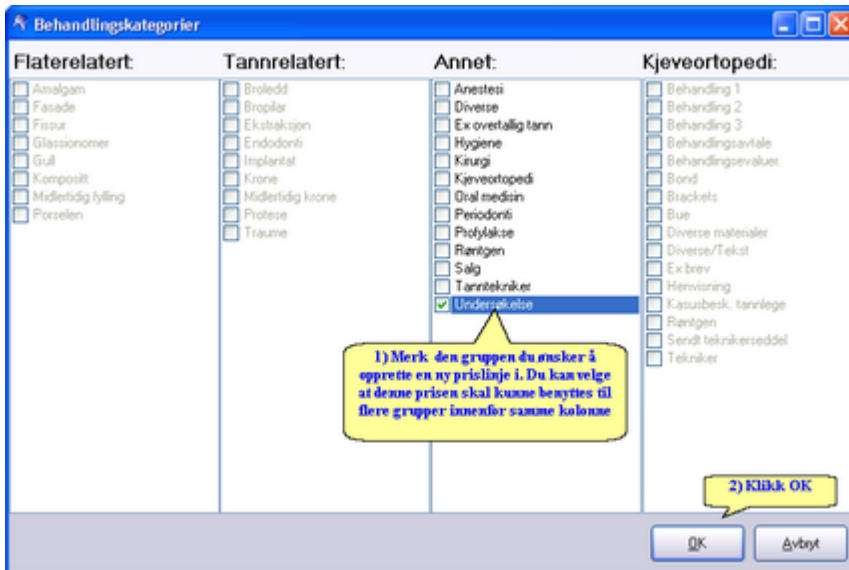 Behandlingskategorier
Flaterelatert:
Amalgam
Fasade
Fissur
Glassionomer
Gull
Kompositt
Midlertidig fylling
Porselen
Tannrelatert:
Broledd
Bropilar
Ekstraksjon
Endodonti
Implantat
Krone
Midlertidig krone
Protese
Traume
Annet:
Anestesi
Diverse
Ex overtallig tann
Hygiene
Kirurgi
Kjeveortopedi
Oral medisin
Periodonti
Profylakse
Røntgen
Salg
Tanntekniker
Undersøkelse
Kjeveortopedi:
Behandling 1
Behandling 2
Behandling 3
Behandlingsavtale
Behandlingsevaluer.
Bond
Brackets
Bue
Diverse materialer
Diverse/Tekst
Ex brev
Henvisning
Kasusbesk. tannlege
Røntgen
Sendt teknikerseddel
Tekniker
1) Merk den gruppen du ønsker å
opprette en ny prislinje i. Du kan velge
at denne prisen skal kunne benyttes til
flere grupper innenfor samme kolonne
2) Klikk OK
OK
Avbryt